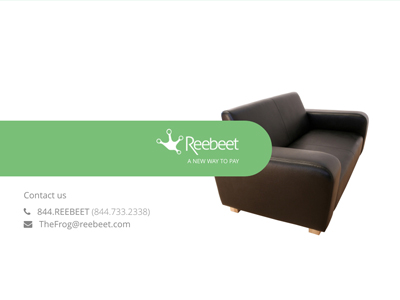 Reebeet
A NEW WAY TO PAY
Contact us
844.REEBEET (844.733.2338)
TheFrog@reebeet.com